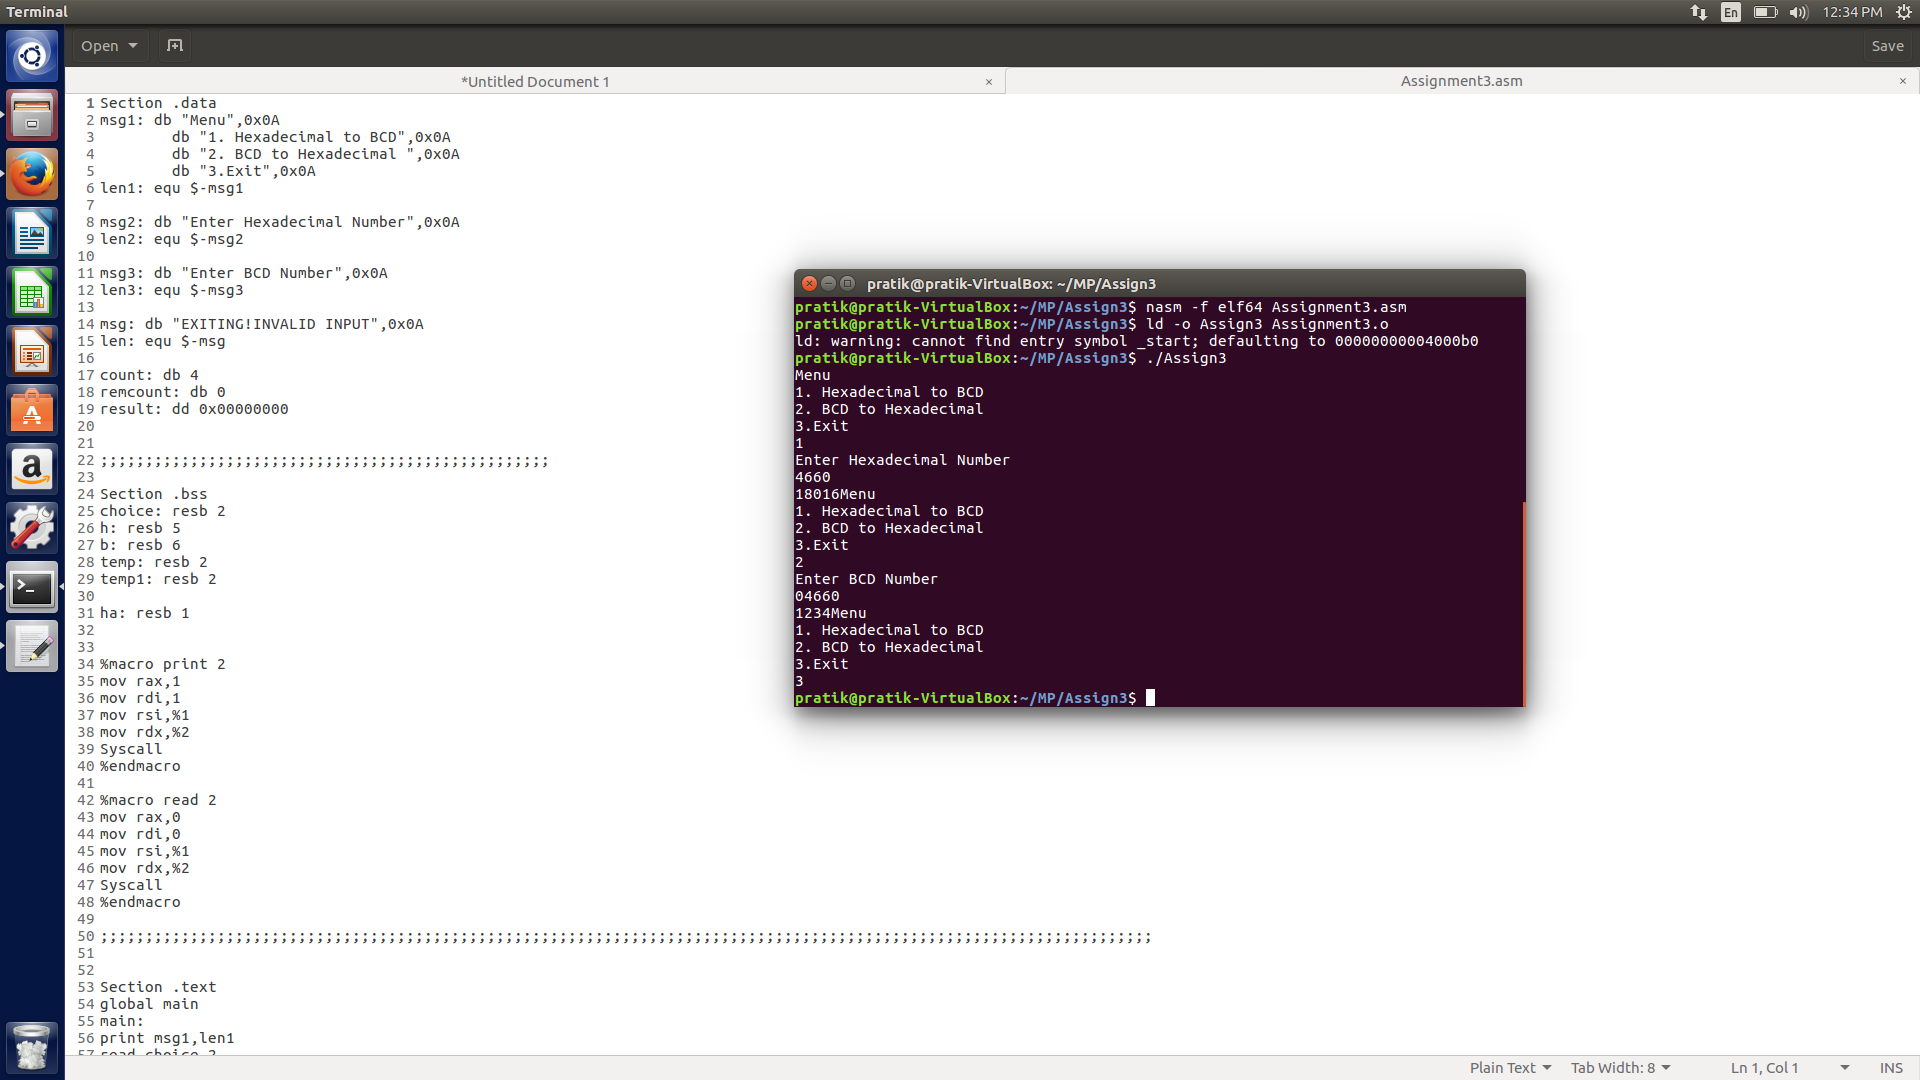 Terminal
En
12:34 PM
Open
Save
*Untitled Document 1 ×
Assignment3.asm ×
1 Section .data
2 msg1: db "Menu",0x0A
3 db "1. Hexadecimal to BCD",0x0A
4 db "2. BCD to Hexadecimal ",0x0A
5 db "3.Exit",0x0A
6 len1: equ $-msg1
7
8 msg2: db "Enter Hexadecimal Number",0x0A
9 len2: equ $-msg2
10
11 msg3: db "Enter BCD Number",0x0A
12 len3: equ $-msg3
13
14 msg: db "EXITING!INVALID INPUT",0x0A
15 len: equ $-msg
16
17 count: db 4
18 remcount: db 0
19 result: dd 0x00000000
20
21
22 ;;;;;;;;;;;;;;;;;;;;;;;;;;;;;;;;;;;;;;;;;;;;;;;;;;
23
24 Section .bss
25 choice: resb 2
26 h: resb 5
27 b: resb 6
28 temp: resb 2
29 temp1: resb 2
30
31 ha: resb 1
32
33
34 %macro print 2
35 mov rax,1
36 mov rdi,1
37 mov rsi,%1
38 mov rdx,%2
39 Syscall
40 %endmacro
41
42 %macro read 2
43 mov rax,0
44 mov rdi,0
45 mov rsi,%1
46 mov rdx,%2
47 Syscall
48 %endmacro
49
50 ;;;;;;;;;;;;;;;;;;;;;;;;;;;;;;;;;;;;;;;;;;;;;;;;;;;;;;;;;;;;;;;;;;;;;;;;;;;;;;;;;;;;;;;;;;;;;;;;;;;;;;;;;;;;;;;;;;;;;
51
52
53 Section .text
54 global main
55 main:
56 print msg1,len1
57 read choice,2
pratik@pratik-VirtualBox: ~/MP/Assign3
pratik@pratik-VirtualBox:~/MP/Assign3$ nasm -f elf64 Assignment3.asm
pratik@pratik-VirtualBox:~/MP/Assign3$ ld -o Assign3 Assignment3.o
ld: warning: cannot find entry symbol _start; defaulting to 00000000004000b0
pratik@pratik-VirtualBox:~/MP/Assign3$ ./Assign3
Menu
1. Hexadecimal to BCD
2. BCD to Hexadecimal
3.Exit
1
Enter Hexadecimal Number
4660
18016Menu
1. Hexadecimal to BCD
2. BCD to Hexadecimal
3.Exit
2
Enter BCD Number
04660
1234Menu
1. Hexadecimal to BCD
2. BCD to Hexadecimal
3.Exit
3
pratik@pratik-VirtualBox:~/MP/Assign3$
Plain Text
Tab Width: 8
Ln 1, Col 1
INS